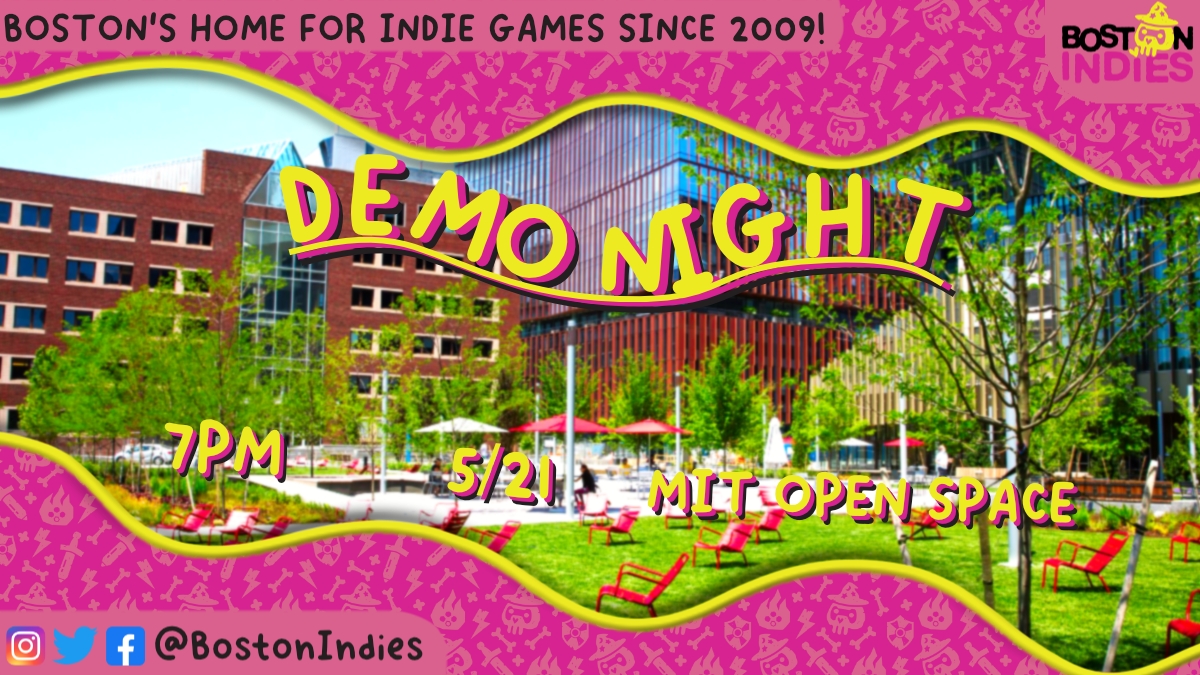 BOSTON'S HOME FOR INDIE GAMES SINCE 2009!
BOSTON
INDIES
DEMO NIGHT
7PM
5/21
MIT OPEN SPACE
@BostonIndies